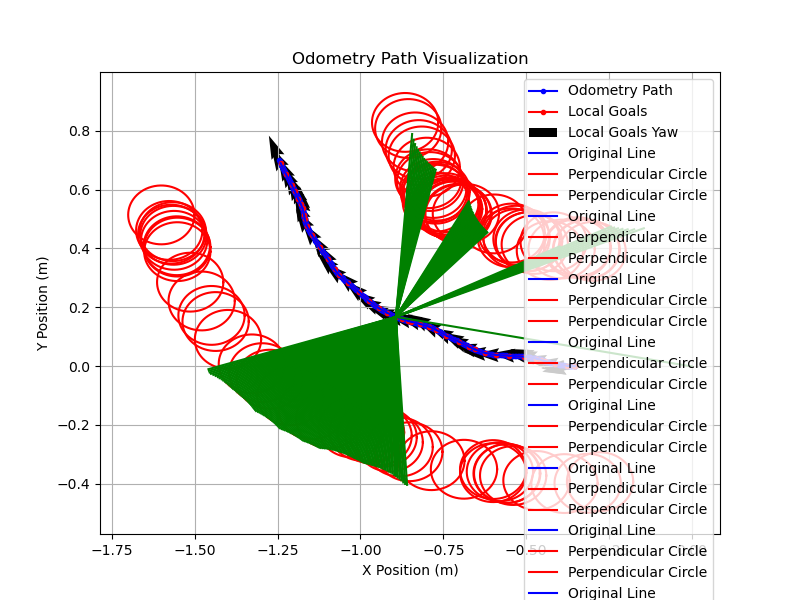 Odometry Path Visualization
Y Position (m)
0.8
0.6
0.4
0.2
0.0
−0.2
−0.4
−1.75
−1.50
−1.25
−1.00
−0.75
X Position (m)
Odometry Path
Local Goals
Local Goals Yaw
Original Line
Perpendicular Circle
Perpendicular Circle
Original Line
Perpendicular Circle
Perpendicular Circle
Original Line
Perpendicular Circle
Perpendicular Circle
Original Line
Perpendicular Circle
Perpendicular Circle
Original Line
Perpendicular Circle
Perpendicular Circle
Original Line
Perpendicular Circle
Perpendicular Circle
Original Line
Perpendicular Circle
Perpendicular Circle
Original Line